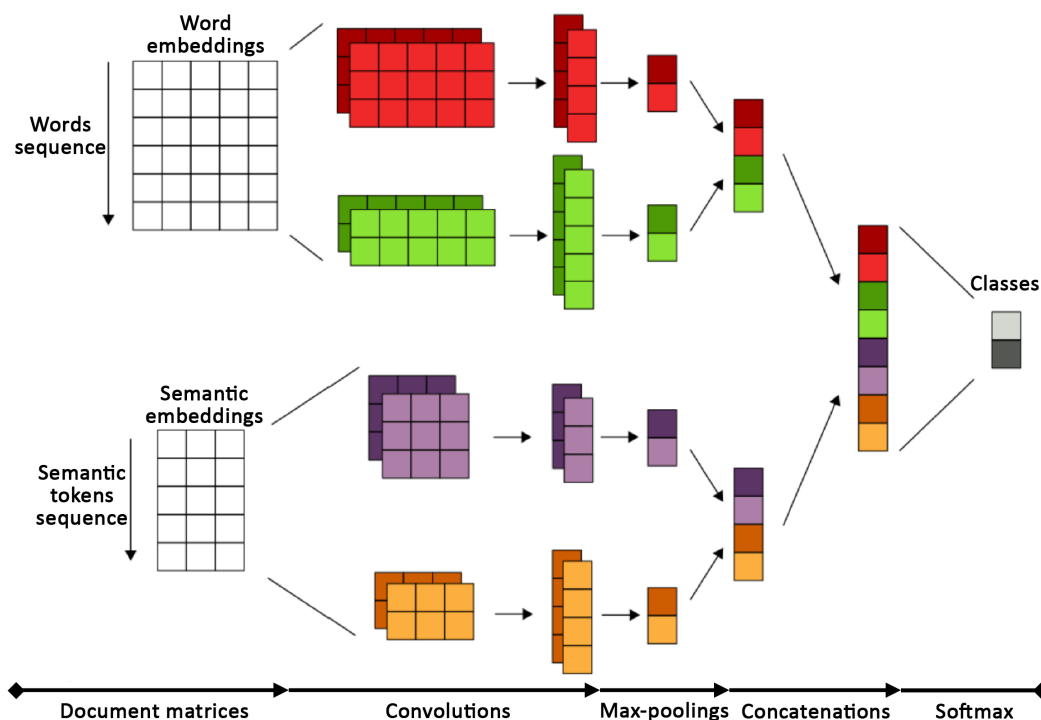 Word
embeddings
Words
sequence
Classes
Semantic
embeddings
Semantic
tokens
sequence
Document matrices
Convolutions
Max-poolings
Concatenations
Softmax